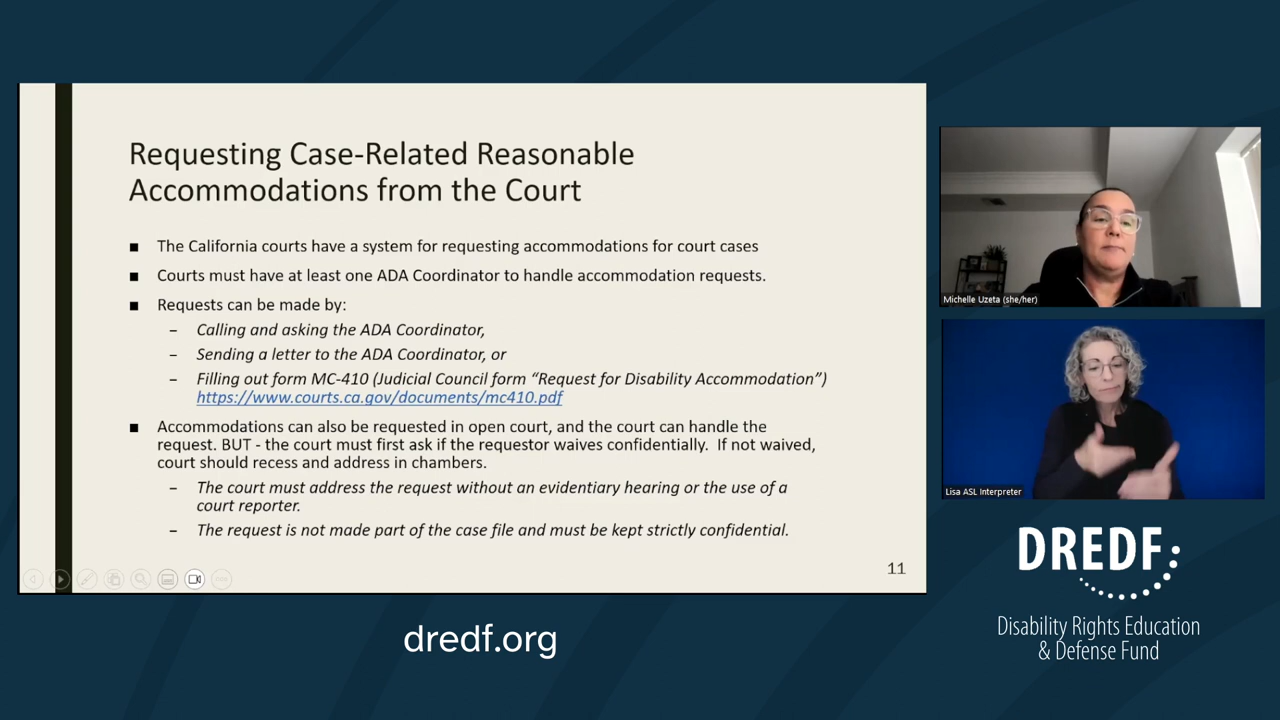 Requesting Case-Related Reasonable
Accommodations from the Court
■ The California courts have a system for requesting accommodations for court cases
■ Courts must have at least one ADA Coordinator to handle accommodation requests.
■ Requests can be made by:
– Calling and asking the ADA Coordinator,
– Sending a letter to the ADA Coordinator, or
– Filling out form MC-410 (Judicial Council form “Request for Disability Accommodation”)
https://www.courts.ca.gov/documents/mc410.pdf
■ Accommodations can also be requested in open court, and the court can handle the
request. BUT - the court must first ask if the requestor waives confidentially. If not waived,
court should recess and address in chambers.
– The court must address the request without an evidentiary hearing or the use of a
court reporter.
– The request is not made part of the case file and must be kept strictly confidential.
11
Michelle Uzeta (she/her)
Lisa ASL Interpreter
DREDF
Disability Rights Education
& Defense Fund
dredf.org